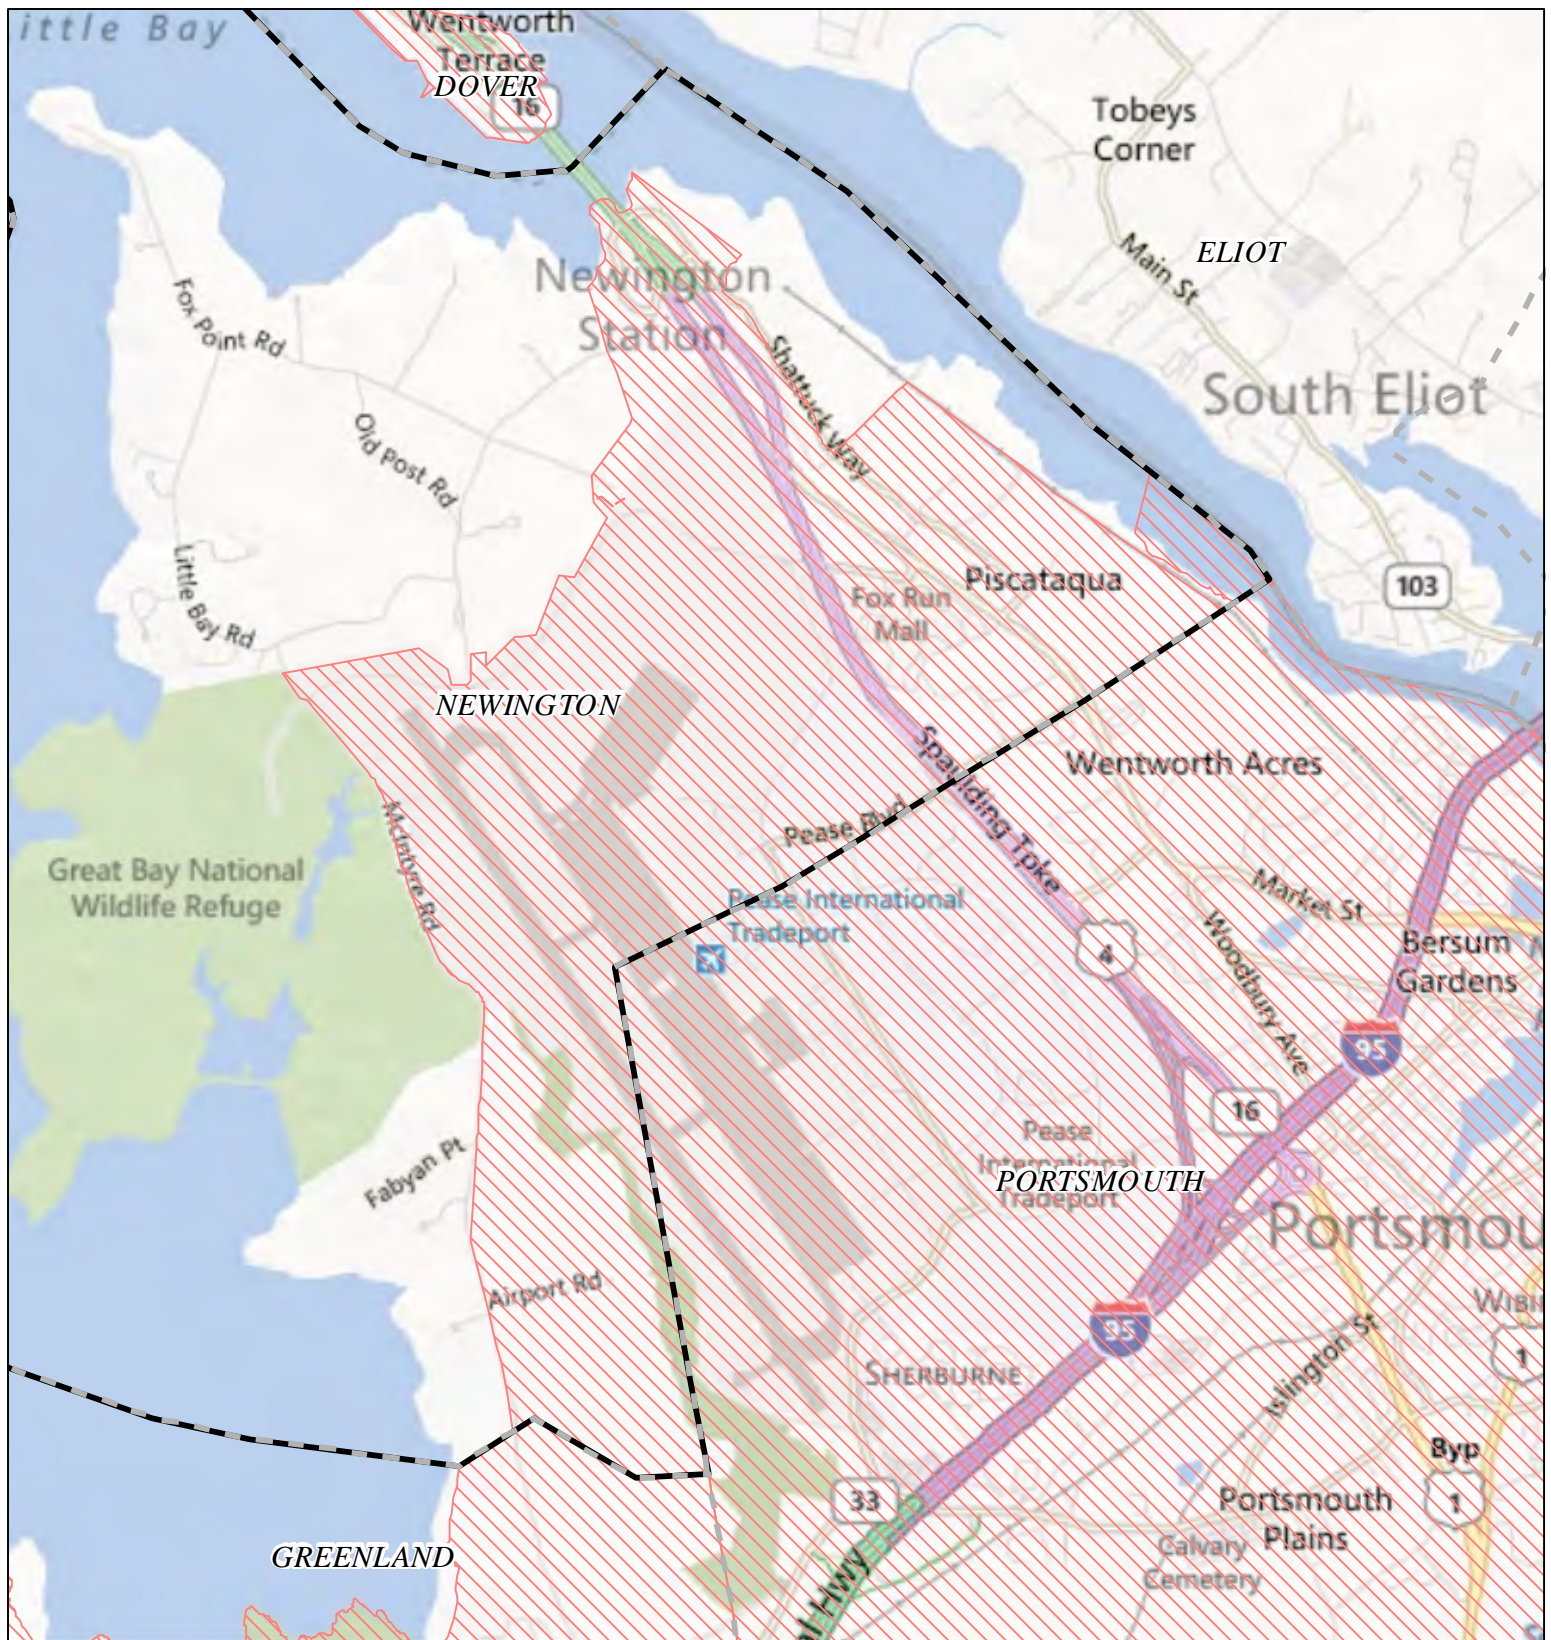 ittle Bay
Wentworth
Terrace
DOVER
16
Tobeys
Corner
Main St
ELIOT
Newington
Station
Fox Point Rd
Shattuck Way
South Eliot
Old Post Rd
Little Bay Rd
Piscataqua
103
Fox Run
Mall
NEWINGTON
Spaulding Tpke
Wentworth Acres
Pease Blvd
McIntyre Rd
Great Bay National
Wildlife Refuge
Pease International
Tradeport
Market St
Woodbury Ave
4
Bersum
Gardens
95
16
Pease
International
Tradeport
PORTSMOUTH
Fabyan Pt
Portsmou
Airport Rd
95
WIBI
1
Islington St
SHERBURNE
Byp
1
33
Portsmouth
Plains
Calvary
Cemetery
GREENLAND
al Hwy